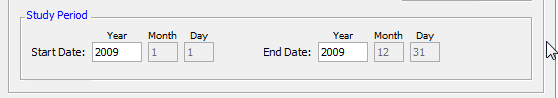 Study Period
Year Month Day Year Month Day
Start Date: 2009 1 1 End Date: 2009 12 31